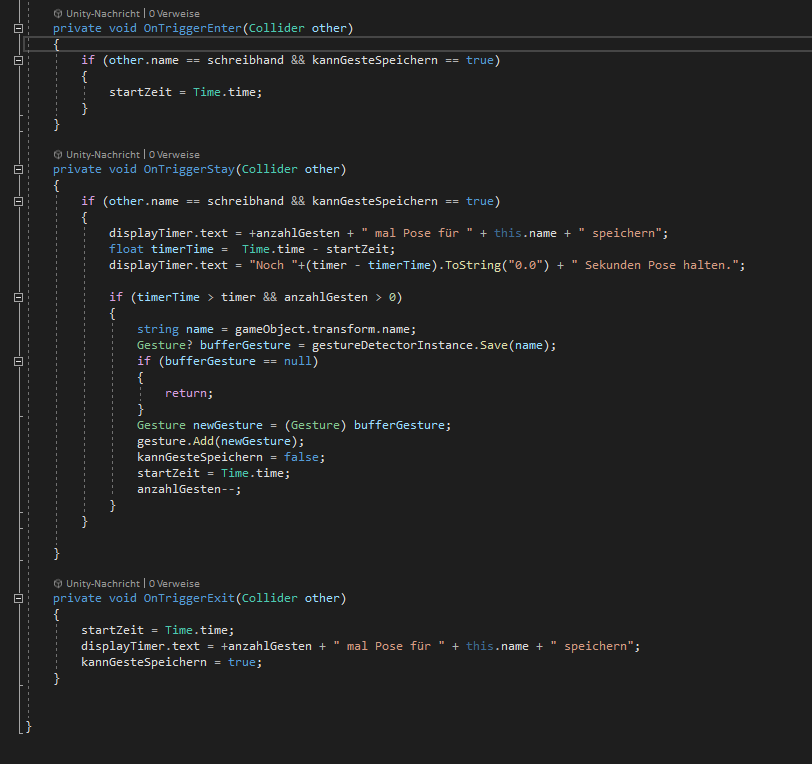 Unity-Nachricht | 0 Verweise
private void OnTriggerEnter(Collider other)
{
if (other.name == schreibhand && kannGesteSpeichern == true)
{
startZeit = Time.time;
}
}
Unity-Nachricht | 0 Verweise
private void OnTriggerStay(Collider other)
{
if (other.name == schreibhand && kannGesteSpeichern == true)
{
displayTimer.text = +anzahlGesten + " mal Pose für " + this.name + " speichern";
float timerTime =  Time.time - startZeit;
displayTimer.text = "Noch "+(timer - timerTime).ToString("0.0") + " Sekunden Pose halten.";
if (timerTime > timer && anzahlGesten > 0)
{
string name = gameObject.transform.name;
Gesture? bufferGesture = gestureDetectorInstance.Save(name);
if (bufferGesture == null)
{
return;
}
Gesture newGesture = (Gesture) bufferGesture;
gesture.Add(newGesture);
kannGesteSpeichern = false;
startZeit = Time.time;
anzahlGesten--;
}
}
}
Unity-Nachricht | 0 Verweise
private void OnTriggerExit(Collider other)
{
startZeit = Time.time;
displayTimer.text = +anzahlGesten + " mal Pose für " + this.name + " speichern";
kannGesteSpeichern = true;
}
}